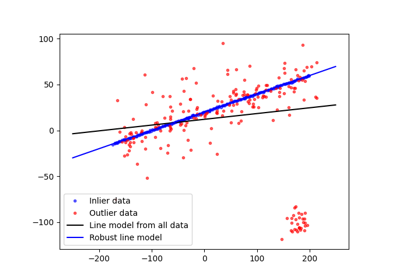 100
50
0
−50
−100
Inlier data
Outlier data
Line model from all data
Robust line model
−200 −100 0 100 200